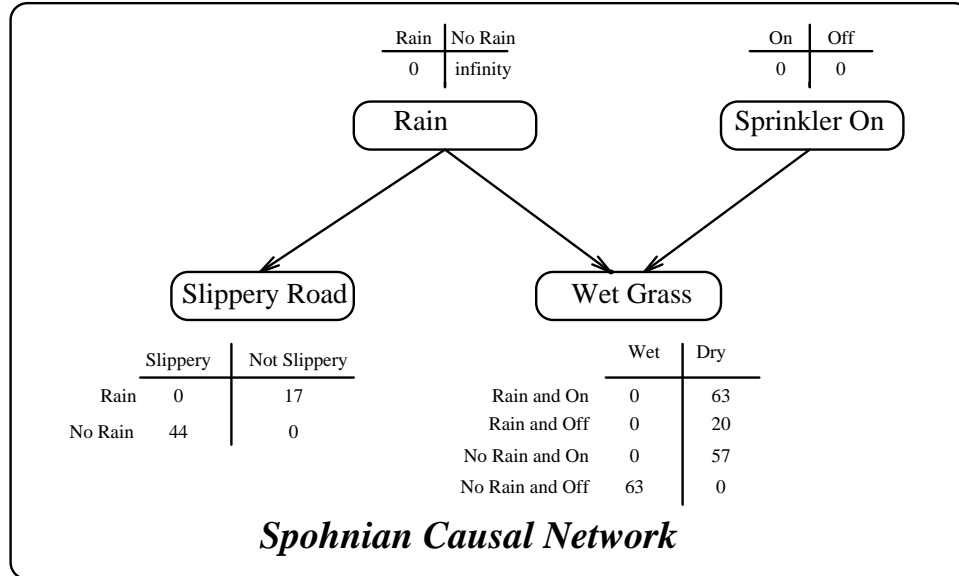 Rain No Rain
0 infinity
On Off
0 0
Rain
Sprinkler On
Slippery Road
Wet Grass
Slippery Not Slippery
Rain 0 17
No Rain 44 0
Wet Dry
Rain and On 0 63
Rain and Off 0 20
No Rain and On 0 57
No Rain and Off 63 0
Spohnian Causal Network